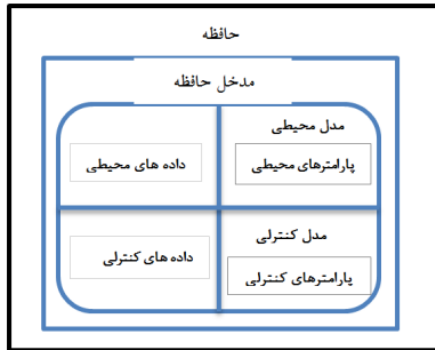 حافظه
مدخل حافظه
مدل محیطی
پارامترهای محیطی
داده های محیطی
مدل کنترلی
پارامترهای کنترلی
داده های کنترلی